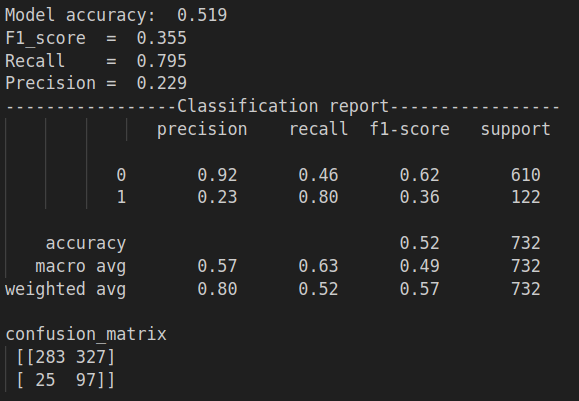 Model accuracy:  0.519
F1_score  =  0.355
Recall    =  0.795
Precision =  0.229
-----------------Classification report-----------------
               precision    recall  f1-score   support

           0       0.92      0.46      0.62       610
           1       0.23      0.80      0.36       122

    accuracy                           0.52       732
   macro avg       0.57      0.63      0.49       732
weighted avg       0.80      0.52      0.57       732

confusion_matrix
 [[283 327]
 [ 25  97]]